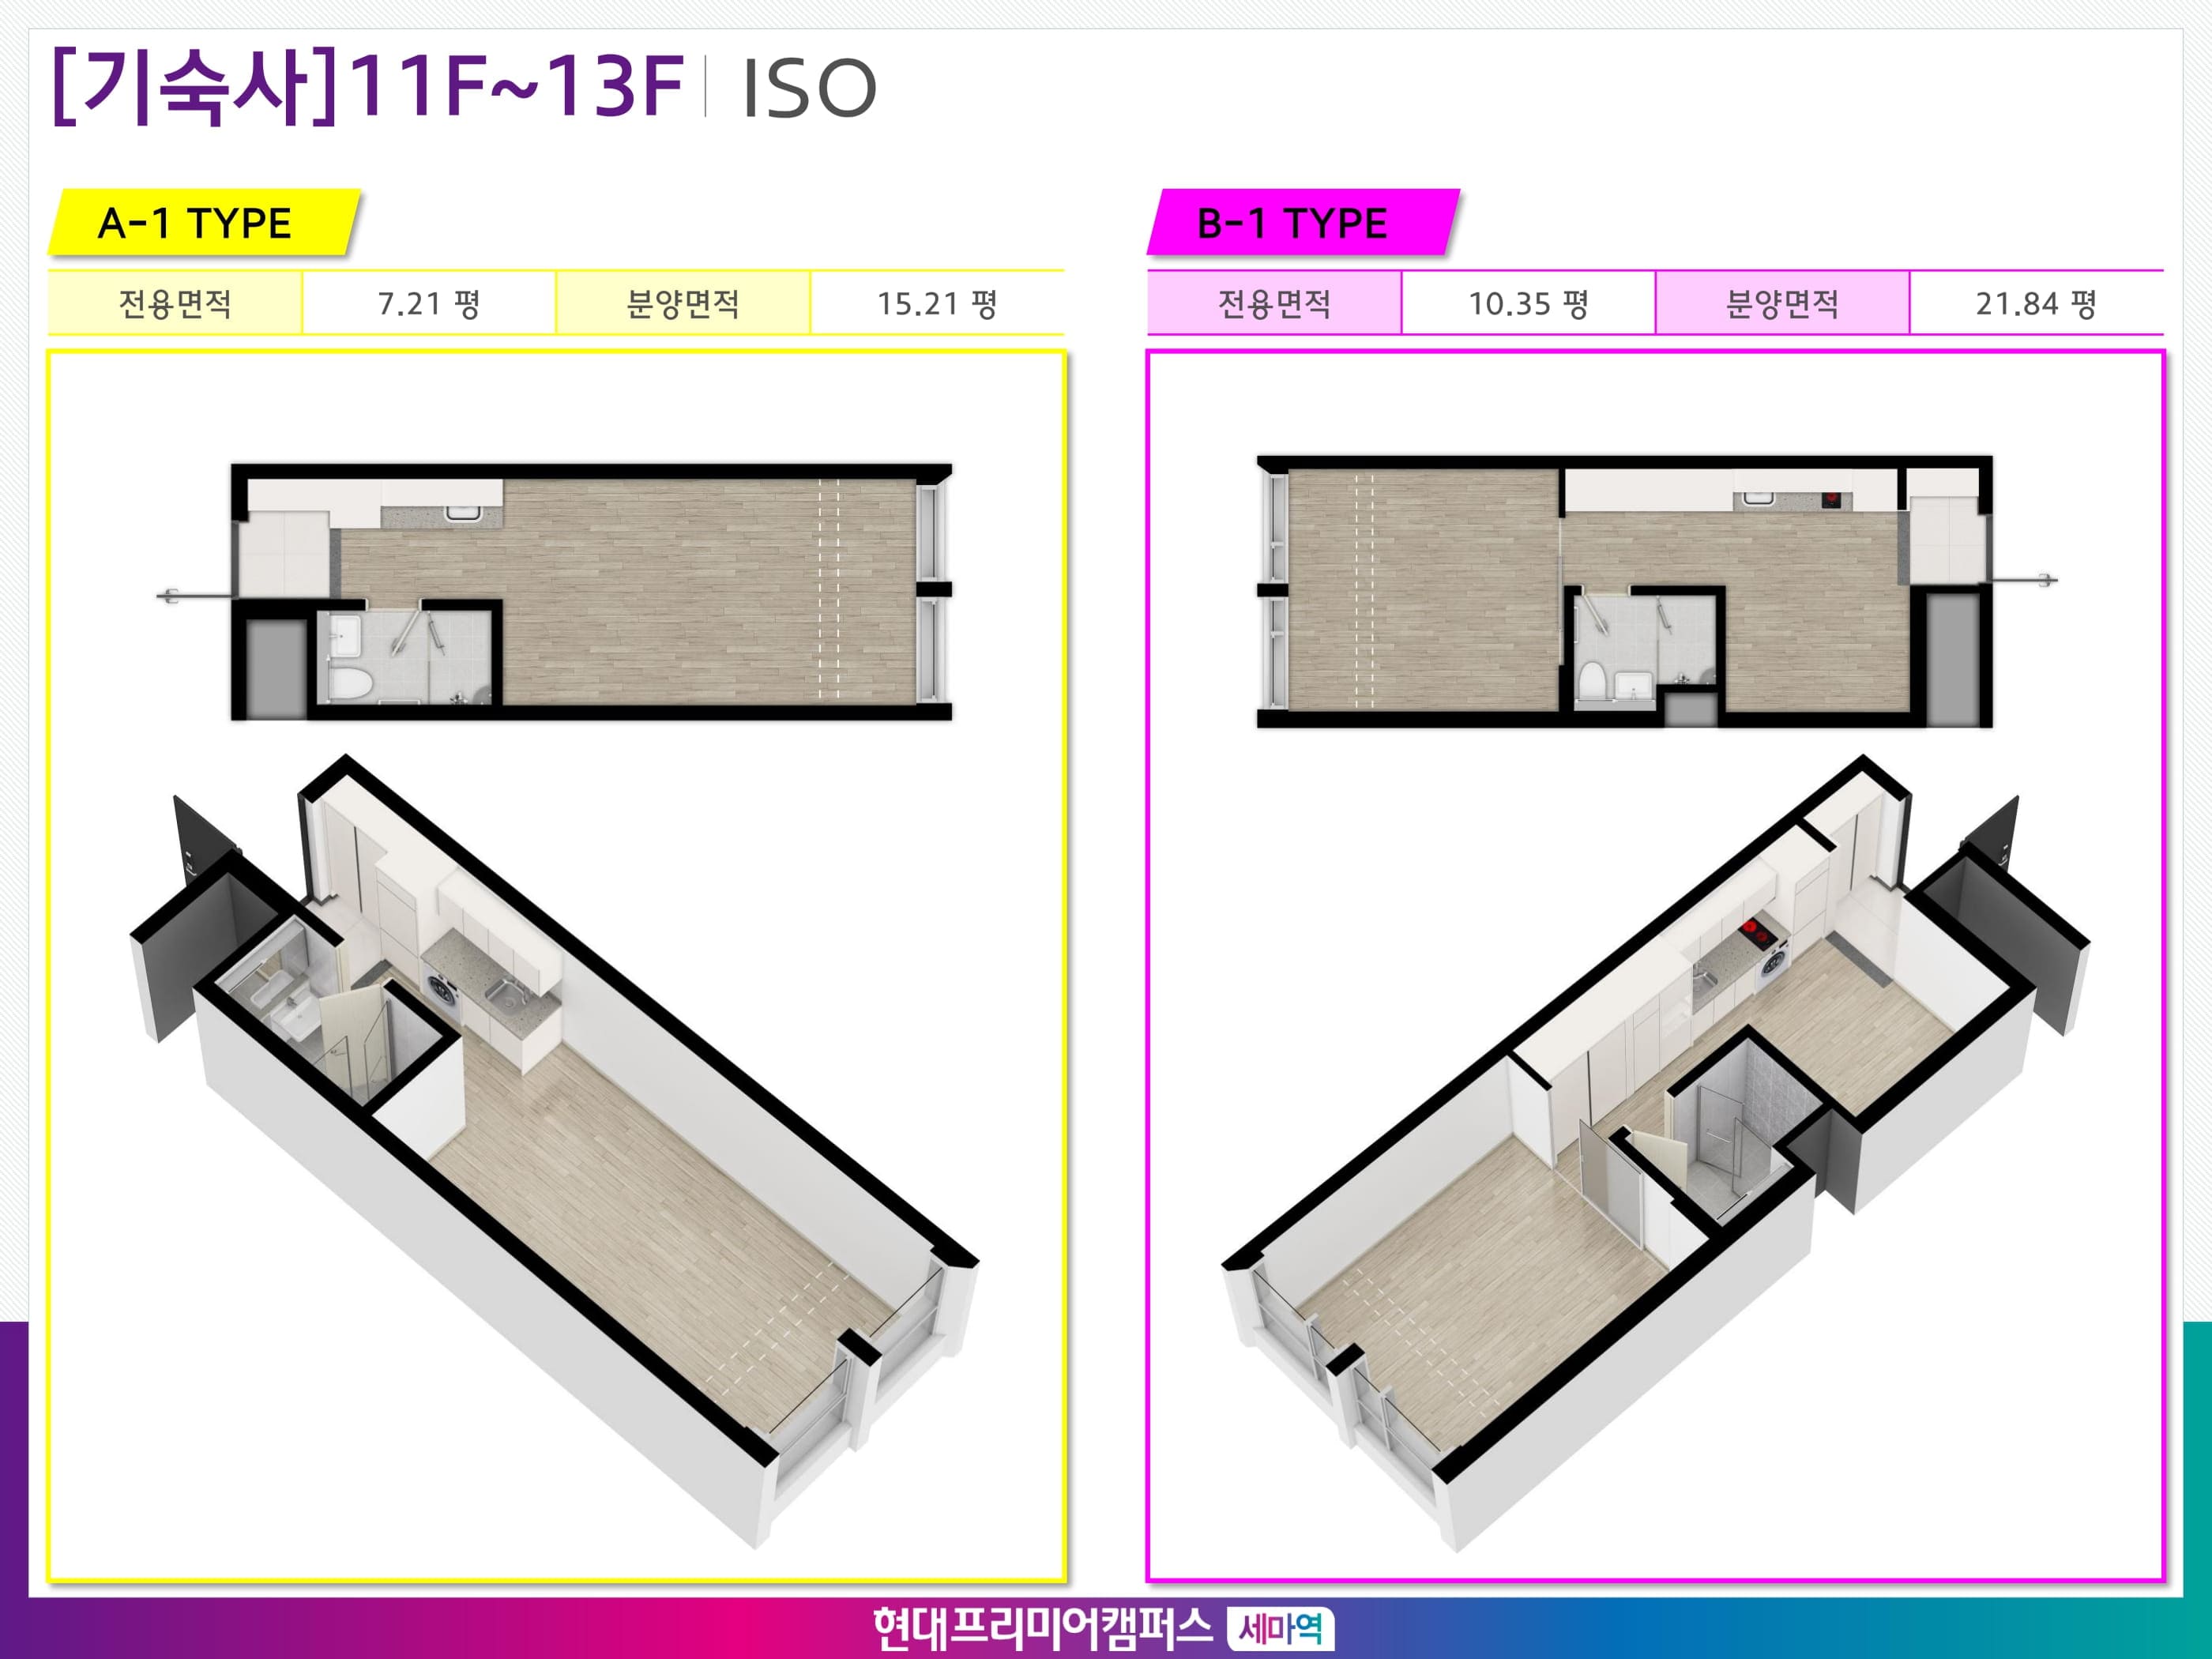 [기숙사]11F~13F ISO
A-1 TYPE
전용면적 7.21 평 분양면적 15.21 평
B-1 TYPE
전용면적 10.35 평 분양면적 21.84 평
현대프리미어캠퍼스 세마역